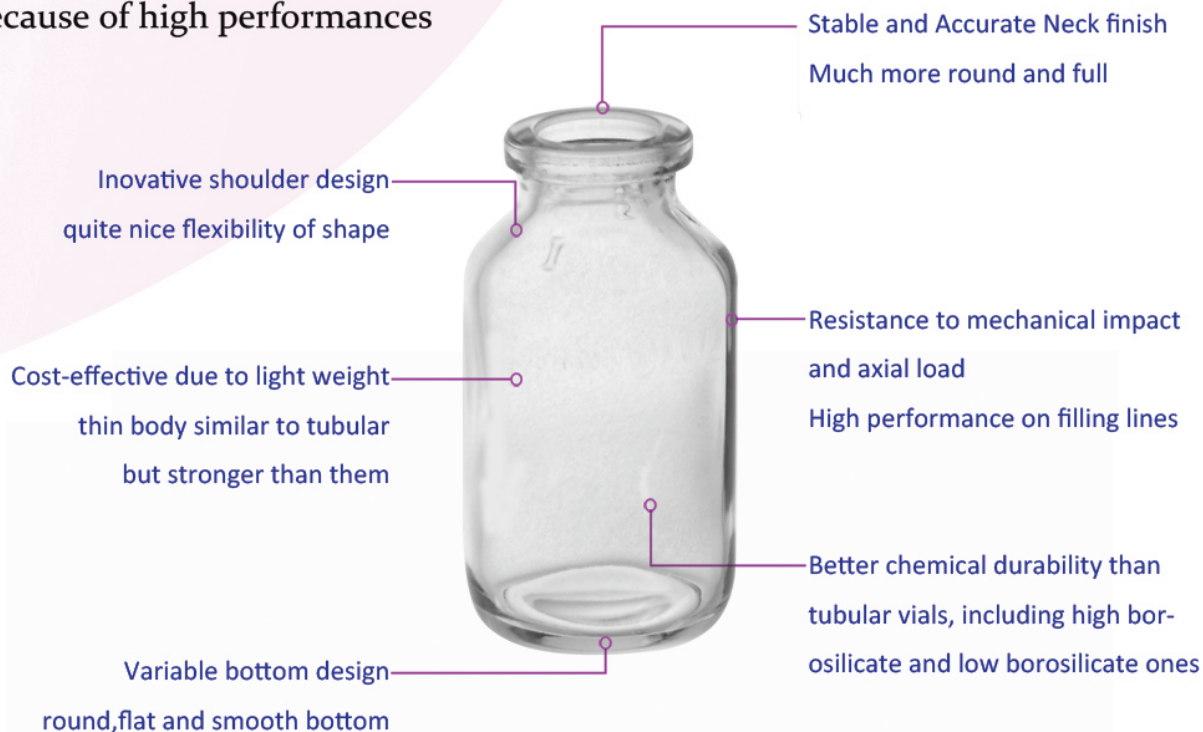 ecause of high performances
Stable and Accurate Neck finish
Much more round and full
Inovative shoulder design
quite nice flexibility of shape
Resistance to mechanical impact
and axial load
High performance on filling lines
Cost-effective due to light weight
thin body similar to tubular
but stronger than them
Better chemical durability than
tubular vials, including high bor-
osilicate and low borosilicate ones
Variable bottom design
round,flat and smooth bottom